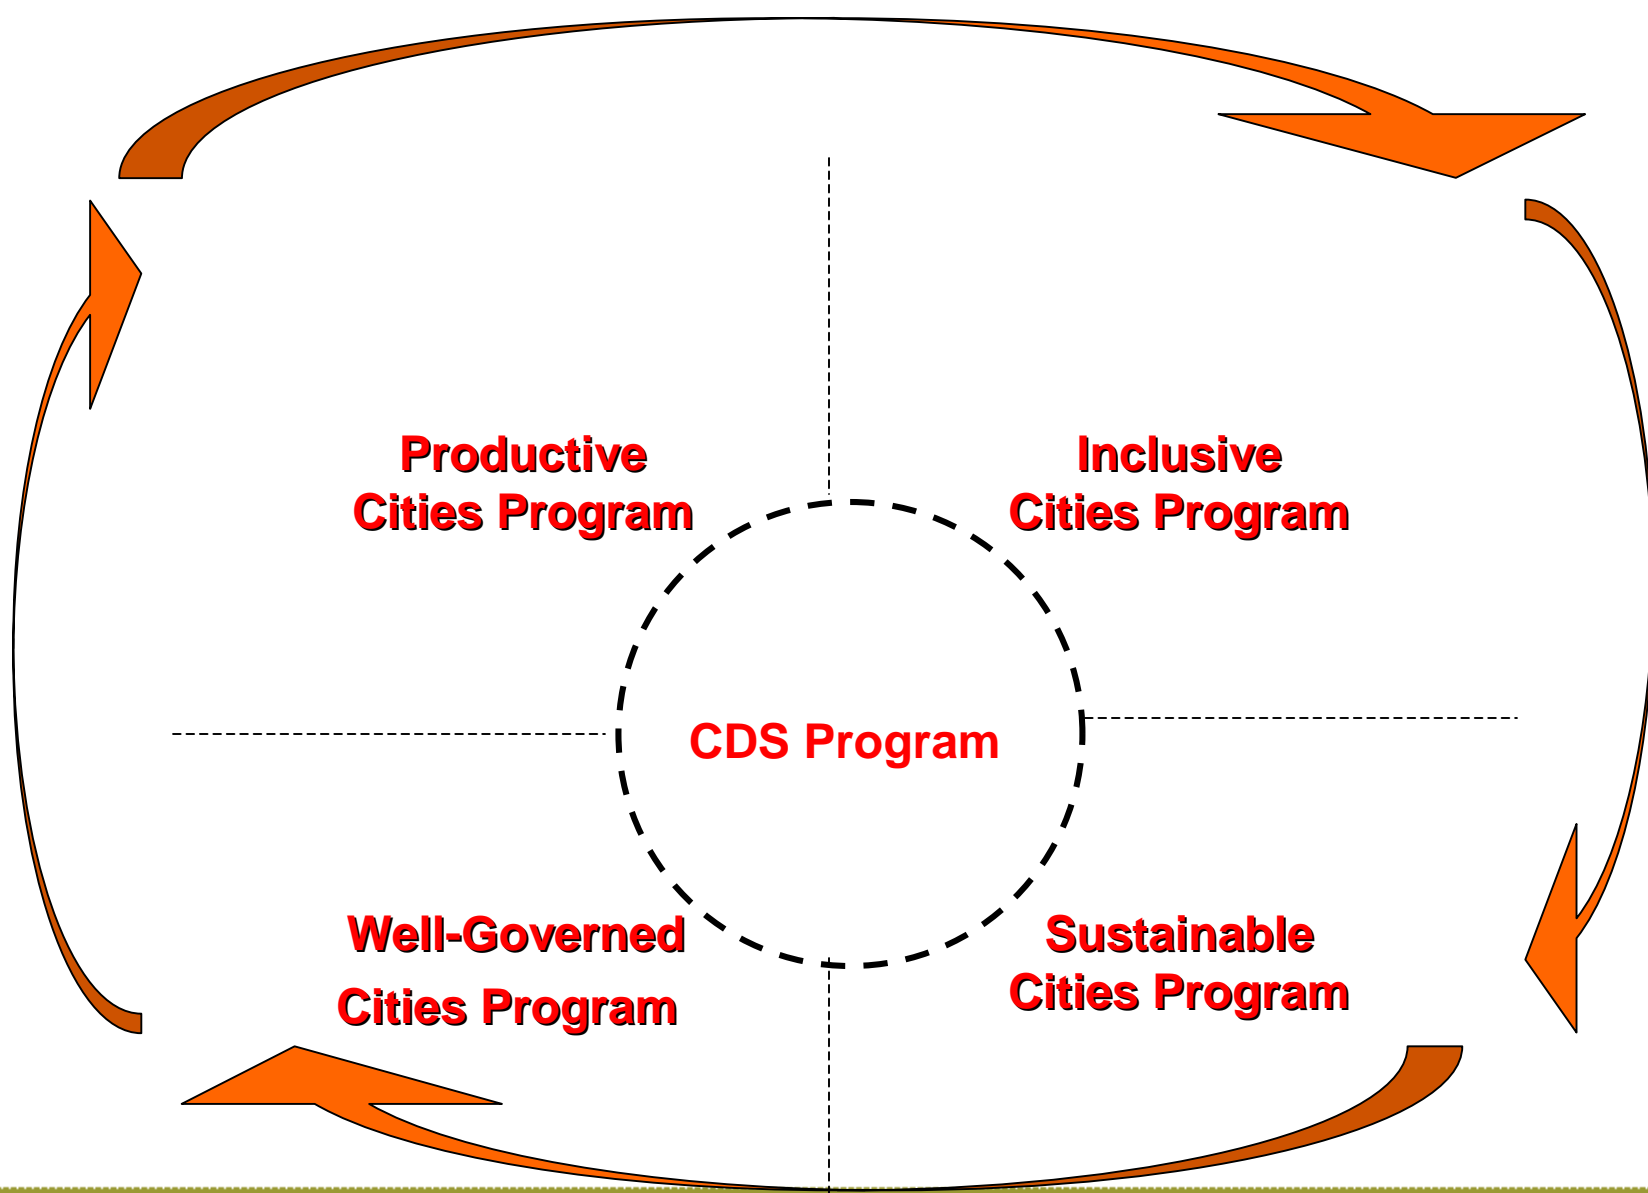 Productive
Cities Program
Inclusive
Cities Program
CDS Program
Well-Governed
Cities Program
Sustainable
Cities Program